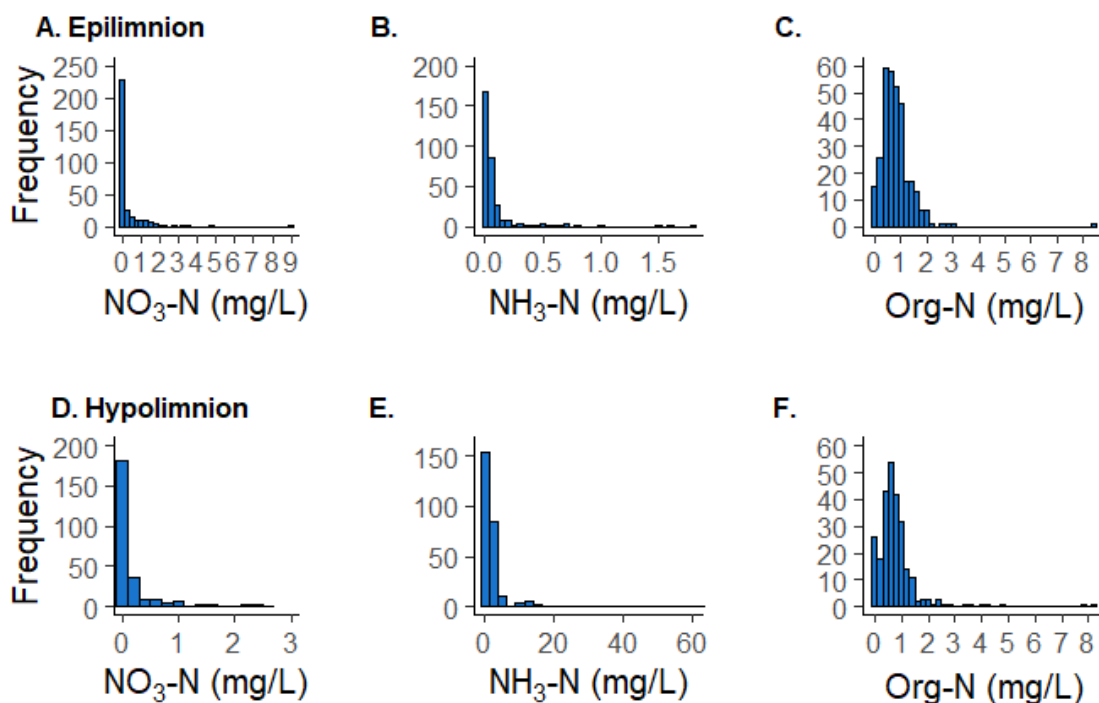 A. Epilimnion
B.
C.
Frequency
250
200
150
100
50
0
0 1 2 3 4 5 6 7 8 9
NO₃-N (mg/L)
200
150
100
50
0
0.0 0.5 1.0 1.5
NH₃-N (mg/L)
60
50
40
30
20
10
0
0 1 2 3 4 5 6 7 8
Org-N (mg/L)
D. Hypolimnion
E.
F.
Frequency
200
150
100
50
0
0 1 2 3
NO₃-N (mg/L)
150
100
50
0
0 20 40 60
NH₃-N (mg/L)
60
50
40
30
20
10
0
0 1 2 3 4 5 6 7 8
Org-N (mg/L)